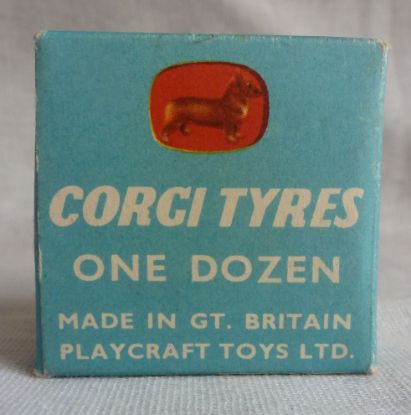 CORGI TYRES
ONE DOZEN
MADE IN GT. BRITAIN
PLAYCRAFT TOYS LTD.